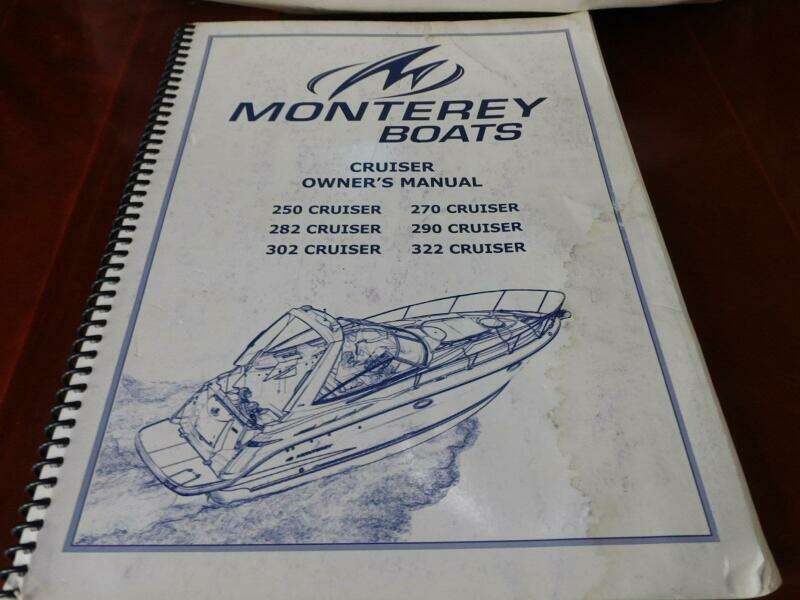 MONTEREY
BOATS
CRUISER
OWNER'S MANUAL
250 CRUISER 270 CRUISER
282 CRUISER 290 CRUISER
302 CRUISER 322 CRUISER